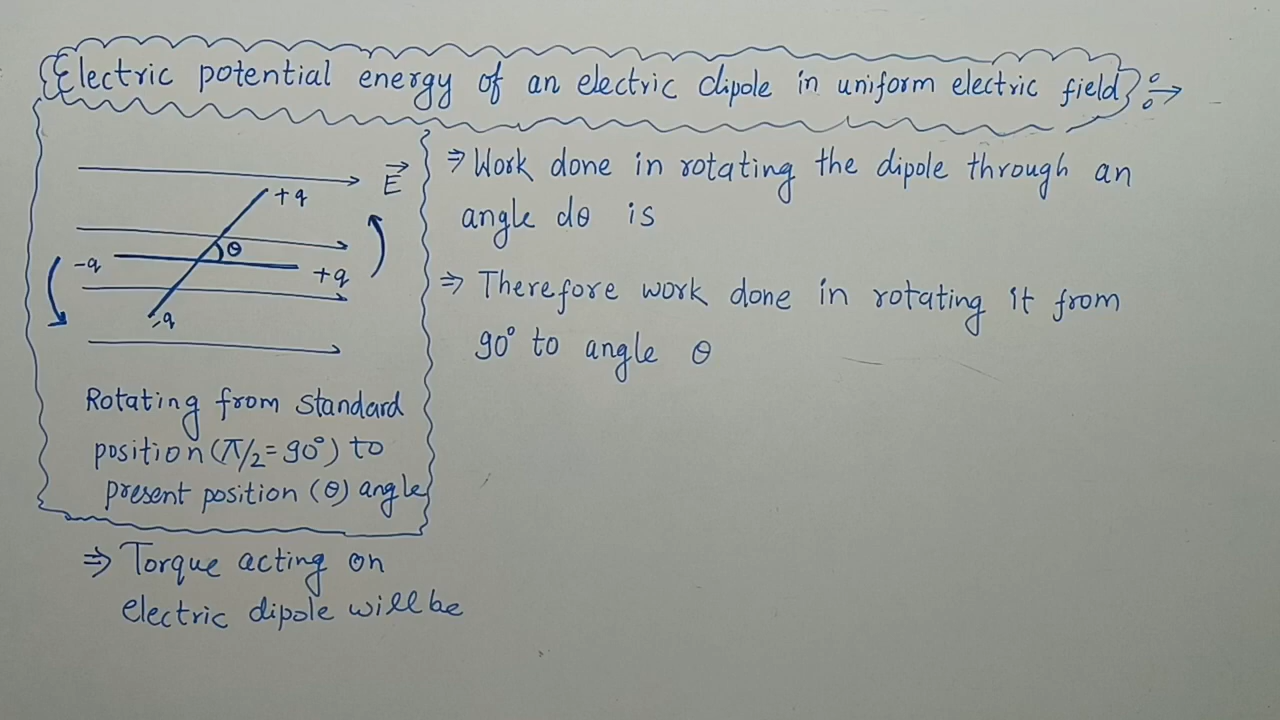 Electric potential energy of an electric dipole in uniform electric field ÷→
E⃗
+q
θ
-q
+q
-q
Rotating from standard
position (π/2 = 90°) to
present position (θ) angle
⇒ Torque acting on
electric dipole will be
⇒ Work done in rotating the dipole through an
angle dθ is
⇒ Therefore work done in rotating it from
90° to angle θ